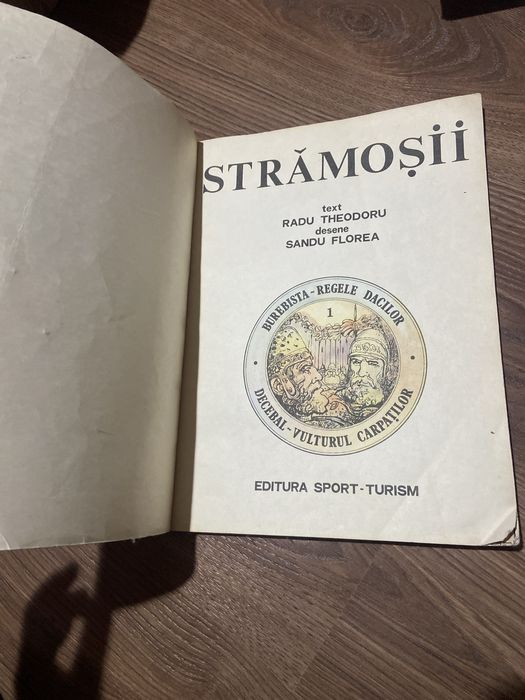 STRĂMOȘii
text
RADU THEODORU
desene
SANDU FLOREA
BUREBISTA-REGELE DACILOR
1
DECEBAL-VULTURUL CARPAȚILOR
EDITURA SPORT-TURISM